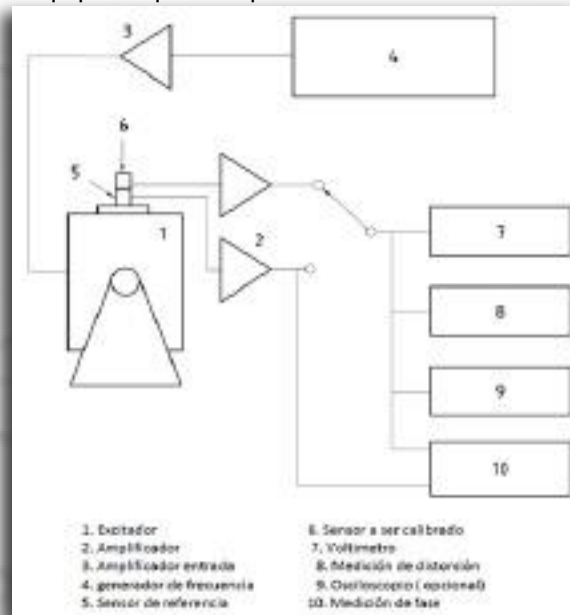 3
4
6
5
1
2
7
8
9
10
1. Excitador
2. Amplificador
3. Amplificador entrada
4. generador de frecuencia
5. Sensor de referencia
6. Sensor a ser calibrado
7. Voltimetro
8. Medición de distorsión
9. Osciloscopio ( opcional)
10. Medición de fase